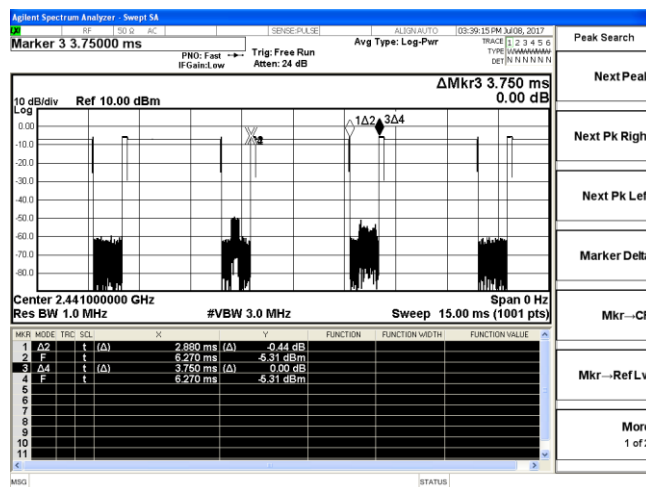 Agilent Spectrum Analyzer - Swept SA
RF 50 Ω AC SENSE:PULSE ALIGN AUTO 03:39:15 PM Jul 08, 2017
Marker 3 3.75000 ms
PNO: Fast
IFGain:Low
Trig: Free Run
Atten: 24 dB
Avg Type: Log-Pwr
TRACE 1 2 3 4 5 6
TYPE WWWWWW
DET N N N N N N
Peak Search
ΔMkr3 3.750 ms
0.00 dB
10 dB/div Ref 10.00 dBm
Log
1Δ2 3Δ4
0.00
-10.0
-20.0
-30.0
-40.0
-50.0
-60.0
-70.0
-80.0
Center 2.441000000 GHz Span 0 Hz
Res BW 1.0 MHz #VBW 3.0 MHz Sweep 15.00 ms (1001 pts)
MKR MODE TRC SCL X Y FUNCTION FUNCTION WIDTH FUNCTION VALUE
1 Δ2 t (Δ) 2.880 ms (Δ) -0.44 dB
2 F t 6.270 ms -5.31 dBm
3 Δ4 t (Δ) 3.750 ms (Δ) 0.00 dB
4 F t 6.270 ms -5.31 dBm
5
6
7
8
9
10
11
MSG STATUS
Next Peak
Next Pk Righ
Next Pk Lef
Marker Delta
Mkr→CF
Mkr→Ref Lv
More
1 of 2